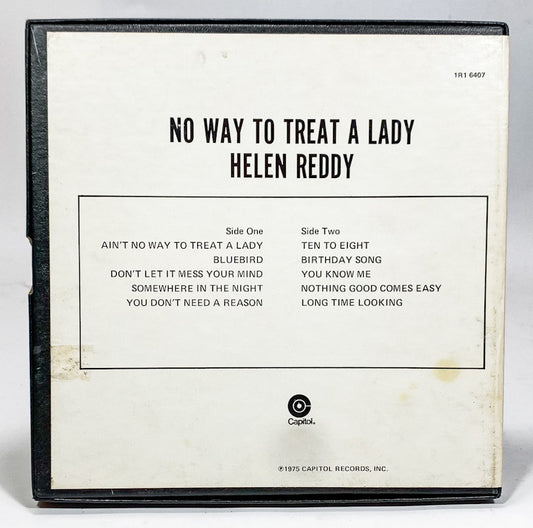 1R1 6407
NO WAY TO TREAT A LADY
HELEN REDDY
Side One
AIN'T NO WAY TO TREAT A LADY
BLUEBIRD
DON'T LET IT MESS YOUR MIND
SOMEWHERE IN THE NIGHT
YOU DON'T NEED A REASON
Side Two
TEN TO EIGHT
BIRTHDAY SONG
YOU KNOW ME
NOTHING GOOD COMES EASY
LONG TIME LOOKING
Capitol®
℗1975 CAPITOL RECORDS, INC.